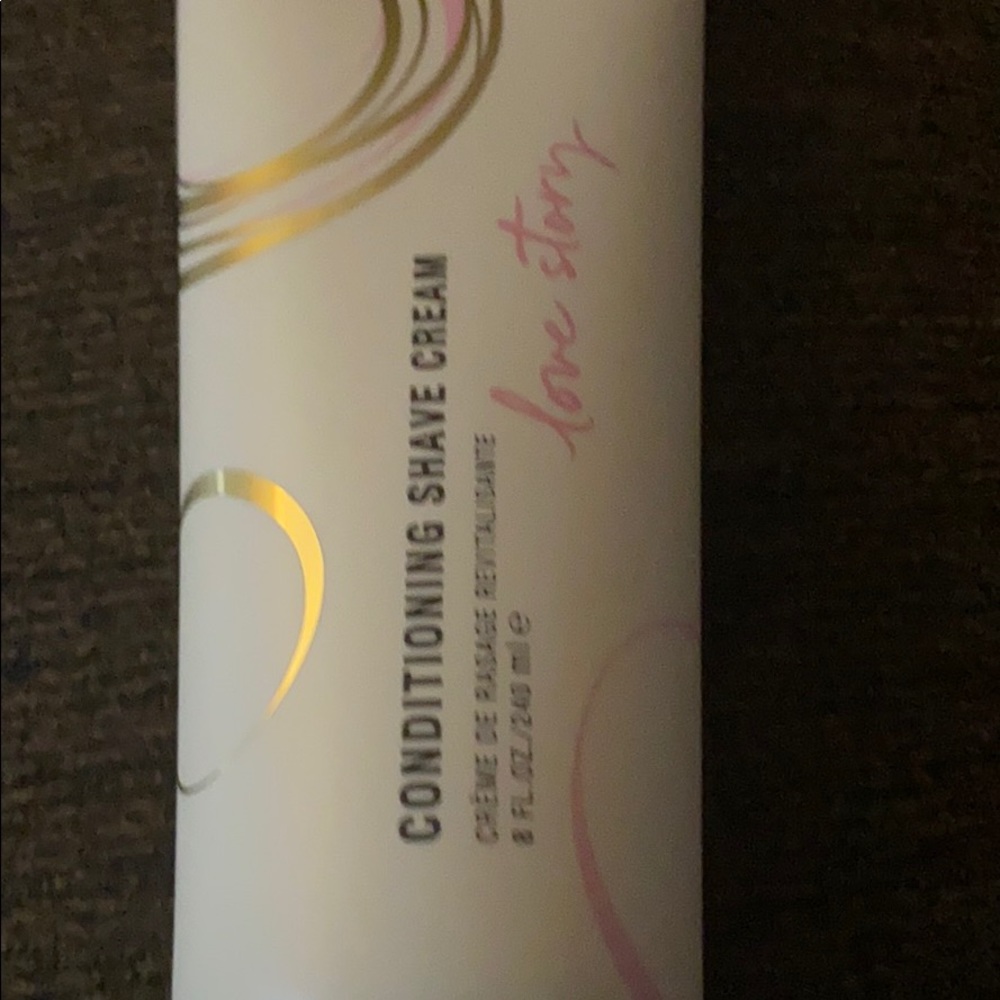 CONDITIONING SHAVE CREAM
CRÈME DE RASAGE REVITALISANTE
8 FL.OZ./240 ml e
love story